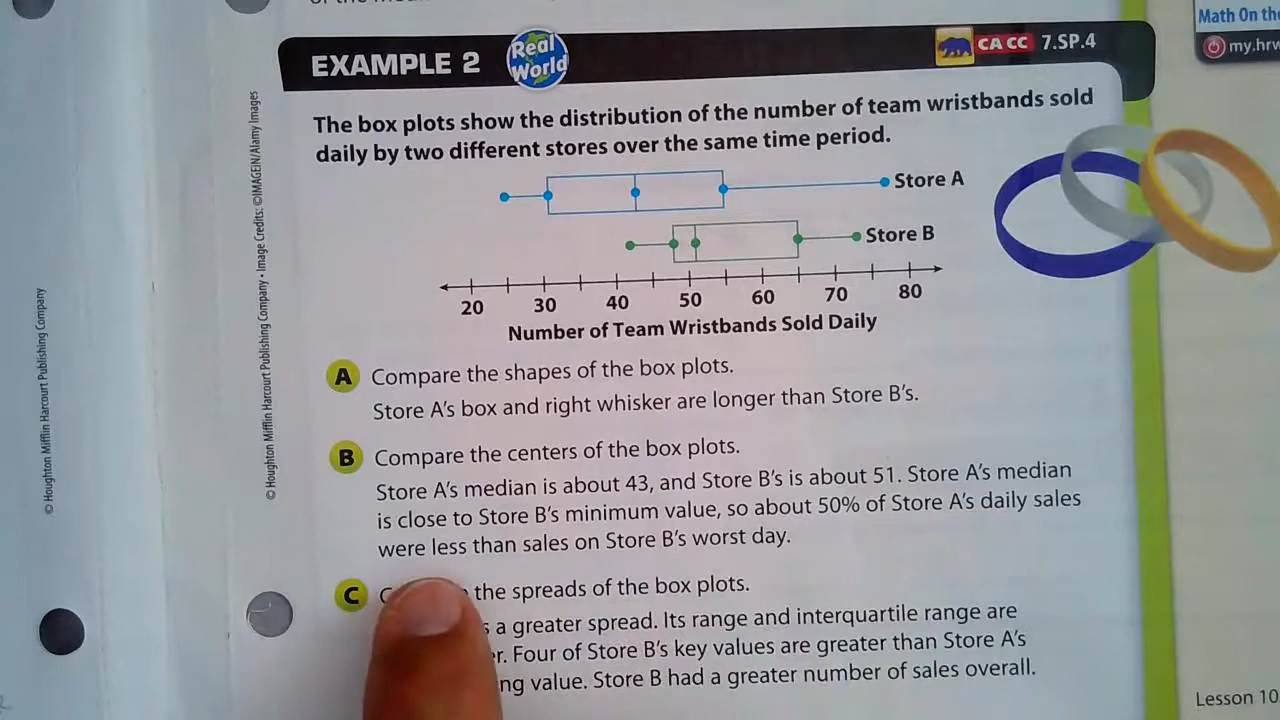 EXAMPLE 2
Real
World
CA CC 7.SP.4
Math On the
my.hrw
The box plots show the distribution of the number of team wristbands sold
daily by two different stores over the same time period.
Store A
Store B
20 30 40 50 60 70 80
Number of Team Wristbands Sold Daily
A Compare the shapes of the box plots.
Store A's box and right whisker are longer than Store B's.
B Compare the centers of the box plots.
Store A's median is about 43, and Store B's is about 51. Store A's median
is close to Store B's minimum value, so about 50% of Store A's daily sales
were less than sales on Store B's worst day.
C the spreads of the box plots.
a greater spread. Its range and interquartile range are
Four of Store B's key values are greater than Store A's
value. Store B had a greater number of sales overall.
Lesson 10
© Houghton Mifflin Harcourt Publishing Company
© Houghton Mifflin Harcourt Publishing Company • Image Credits: ©IMAGEiN/Alamy Images